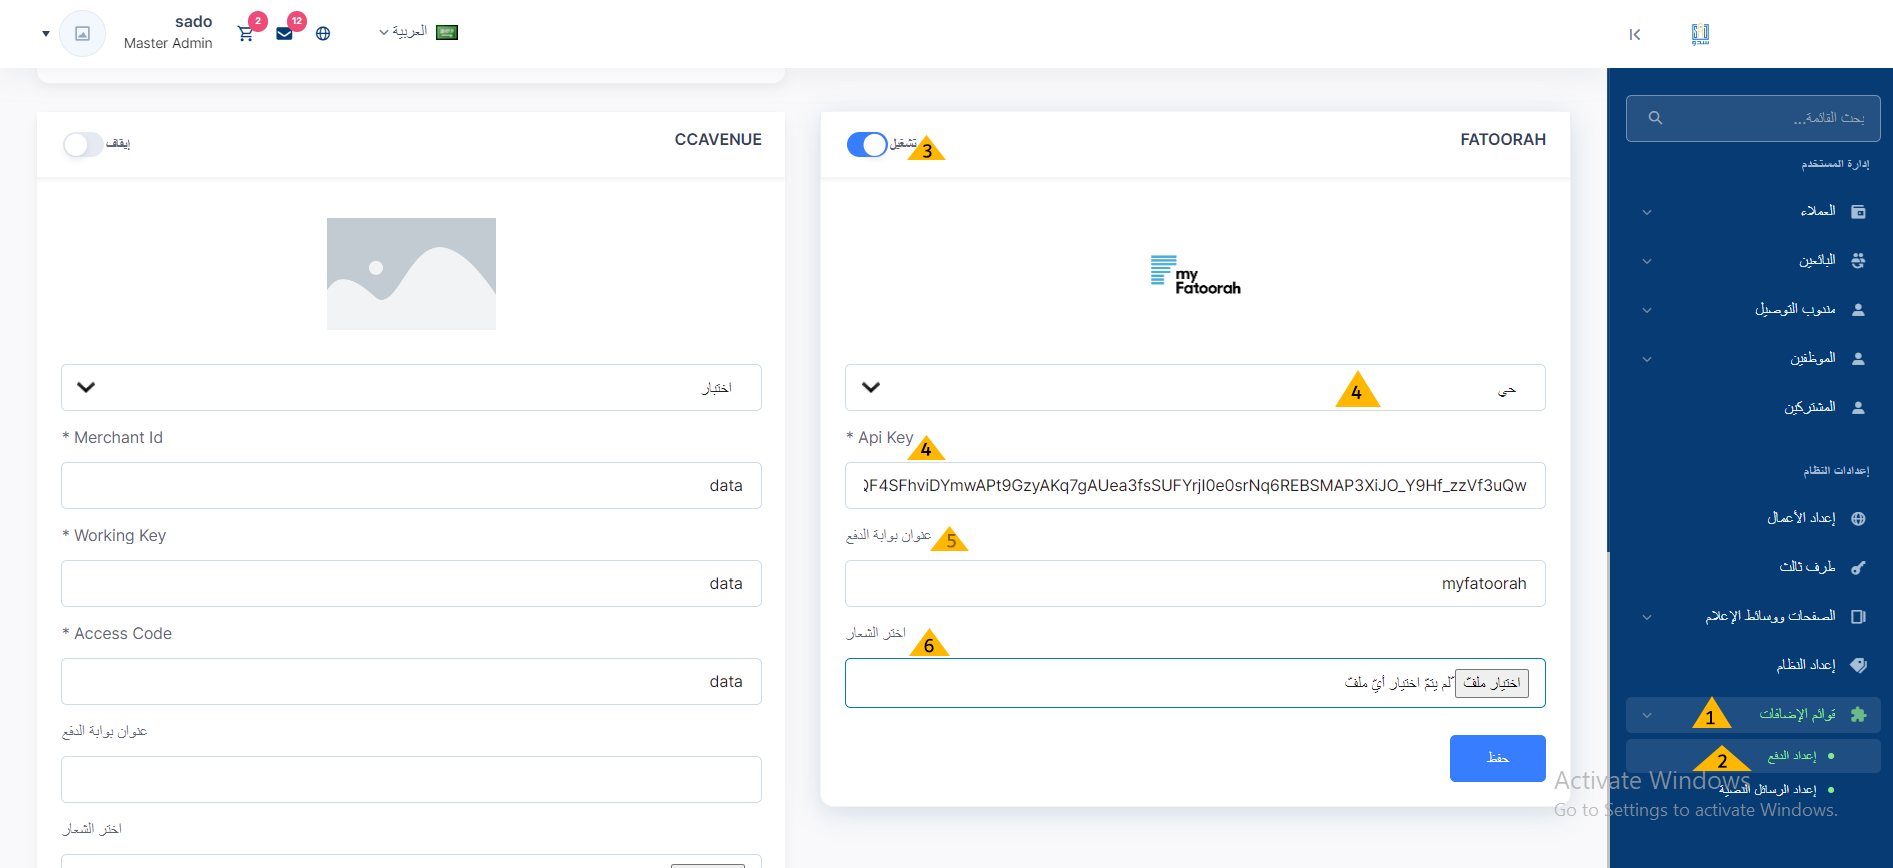 sado
Master Admin
2
12
العربية
FATOORAH
تشغيل
3
my
Fatoorah
حي
4
* Api Key
4
QF4SFhviDYmwAPt9GzyAKq7gAUea3fsSUFYrjI0e0srNq6REBSMAP3XiJO_Y9Hf_zzVf3uQw
عنوان بوابة الدفع
5
myfatoorah
اختر الشعار
6
اختيار ملفّ لم يتمّ اختيار أيّ ملفّ
حفظ
CCAVENUE
إيقاف
اختبار
* Merchant Id
data
* Working Key
data
* Access Code
data
عنوان بوابة الدفع
اختر الشعار
بحث القائمة...
إدارة المستخدم
العملاء
البائعين
مندوب التوصيل
الموظفين
المشتركين
إعدادات النظام
إعداد الأعمال
طرف ثالث
الصفحات ووسائط الإعلام
إعداد النظام
قوائم الإضافات
1
إعداد الدفع
2
إعداد الرسائل النصية
Activate Windows
Go to Settings to activate Windows.